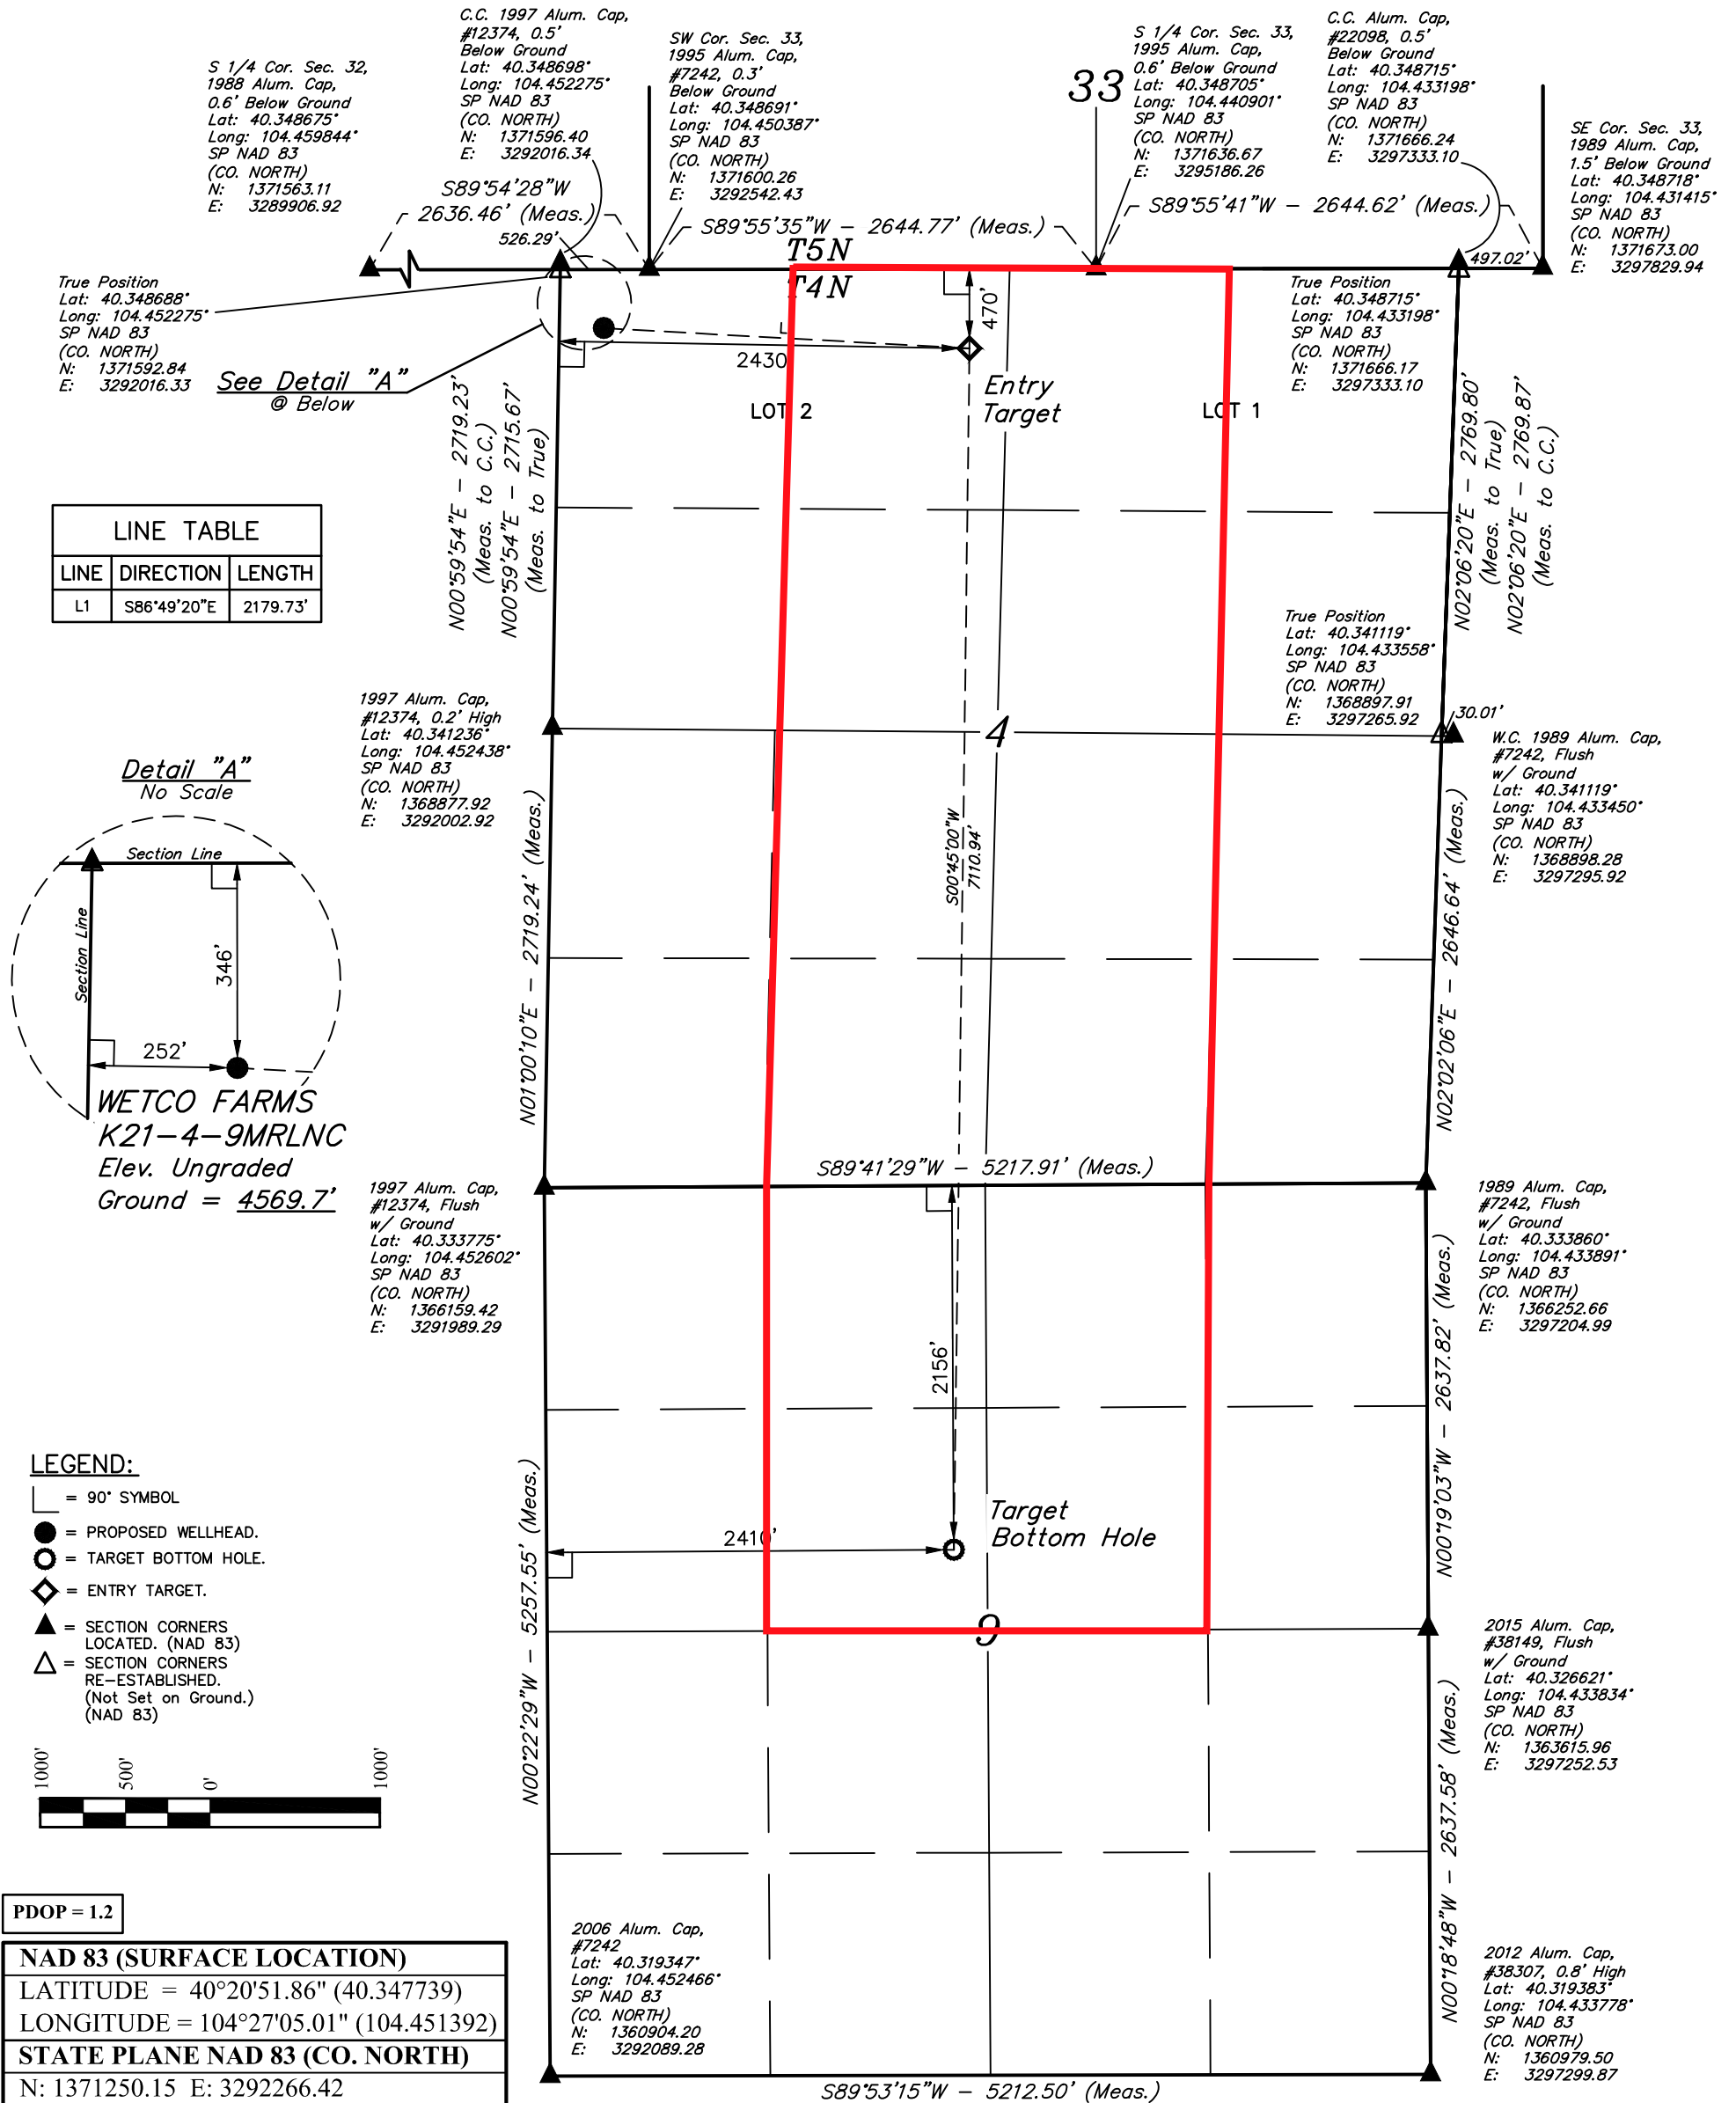 S 1/4 Cor. Sec. 32,
1988 Alum. Cap,
0.6' Below Ground
Lat: 40.348675°
Long: 104.459844°
SP NAD 83
(CO. NORTH)
N: 1371563.11
E: 3289906.92
C.C. 1997 Alum. Cap,
#12374, 0.5'
Below Ground
Lat: 40.348698°
Long: 104.452275°
SP NAD 83
(CO. NORTH)
N: 1371596.40
E: 3292016.34
SW Cor. Sec. 33,
1995 Alum. Cap,
#7242, 0.3'
Below Ground
Lat: 40.348691°
Long: 104.450387°
SP NAD 83
(CO. NORTH)
N: 1371600.26
E: 3292542.43
33
S 1/4 Cor. Sec. 33,
1995 Alum. Cap,
0.6' Below Ground
Lat: 40.348705°
Long: 104.440901°
SP NAD 83
(CO. NORTH)
N: 1371636.67
E: 3295186.26
C.C. Alum. Cap,
#22098, 0.5'
Below Ground
Lat: 40.348715°
Long: 104.433198°
SP NAD 83
(CO. NORTH)
N: 1371666.24
E: 3297333.10
SE Cor. Sec. 33,
1989 Alum. Cap,
1.5' Below Ground
Lat: 40.348718°
Long: 104.431415°
SP NAD 83
(CO. NORTH)
N: 1371673.00
E: 3297829.94
S89°54'28"W
2636.46' (Meas.)
526.29'
S89°55'35"W – 2644.77' (Meas.)
S89°55'41"W – 2644.62' (Meas.)
497.02'
T5N
T4N
True Position
Lat: 40.348688°
Long: 104.452275°
SP NAD 83
(CO. NORTH)
N: 1371592.84
E: 3292016.33
See Detail "A"
@ Below
470'
2430
Entry
Target
LOT 2
LOT 1
True Position
Lat: 40.348715°
Long: 104.433198°
SP NAD 83
(CO. NORTH)
N: 1371666.17
E: 3297333.10
N00°59'54"E – 2719.23'
(Meas. to C.C.)
N00°59'54"E – 2715.67'
(Meas. to True)
N02°06'20"E – 2769.80'
(Meas. to True)
N02°06'20"E – 2769.87'
(Meas. to C.C.)
LINE TABLE
LINE DIRECTION LENGTH
L1 S86°49'20"E 2179.73'
True Position
Lat: 40.341119°
Long: 104.433558°
SP NAD 83
(CO. NORTH)
N: 1368897.91
E: 3297265.92
30.01'
1997 Alum. Cap,
#12374, 0.2' High
Lat: 40.341236°
Long: 104.452438°
SP NAD 83
(CO. NORTH)
N: 1368877.92
E: 3292002.92
4
W.C. 1989 Alum. Cap,
#7242, Flush
w/ Ground
Lat: 40.341119°
Long: 104.433450°
SP NAD 83
(CO. NORTH)
N: 1368898.28
E: 3297295.92
Detail "A"
No Scale
Section Line
Section Line
346'
252'
WETCO FARMS
K21-4-9MRLNC
Elev. Ungraded
Ground = 4569.7'
N01°00'10"E – 2719.24' (Meas.)
S00°45'00"W
7110.94'
N02°02'06"E – 2646.64' (Meas.)
S89°41'29"W – 5217.91' (Meas.)
1997 Alum. Cap,
#12374, Flush
w/ Ground
Lat: 40.333775°
Long: 104.452602°
SP NAD 83
(CO. NORTH)
N: 1366159.42
E: 3291989.29
1989 Alum. Cap,
#7242, Flush
w/ Ground
Lat: 40.333860°
Long: 104.433891°
SP NAD 83
(CO. NORTH)
N: 1366252.66
E: 3297204.99
2156'
N00°19'03"W – 2637.82' (Meas.)
LEGEND:
= 90° SYMBOL
= PROPOSED WELLHEAD.
= TARGET BOTTOM HOLE.
= ENTRY TARGET.
= SECTION CORNERS
LOCATED. (NAD 83)
= SECTION CORNERS
RE-ESTABLISHED.
(Not Set on Ground.)
(NAD 83)
N00°22'29"W – 5257.55' (Meas.)
2410'
Target
Bottom Hole
9
2015 Alum. Cap,
#38149, Flush
w/ Ground
Lat: 40.326621°
Long: 104.433834°
SP NAD 83
(CO. NORTH)
N: 1363615.96
E: 3297252.53
1000' 500' 0' 1000'
N00°18'48"W – 2637.58' (Meas.)
PDOP = 1.2
NAD 83 (SURFACE LOCATION)
LATITUDE = 40°20'51.86" (40.347739)
LONGITUDE = 104°27'05.01" (104.451392)
STATE PLANE NAD 83 (CO. NORTH)
N: 1371250.15 E: 3292266.42
2006 Alum. Cap,
#7242
Lat: 40.319347°
Long: 104.452466°
SP NAD 83
(CO. NORTH)
N: 1360904.20
E: 3292089.28
2012 Alum. Cap,
#38307, 0.8' High
Lat: 40.319383°
Long: 104.433778°
SP NAD 83
(CO. NORTH)
N: 1360979.50
E: 3297299.87
S89°53'15"W – 5212.50' (Meas.)